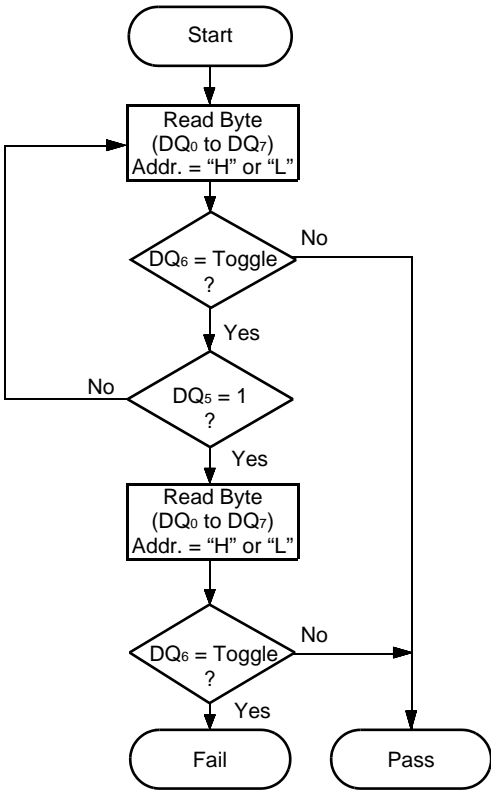 Start
Read Byte
(DQ0 to DQ7)
Addr. = “H” or “L”
No
DQ6 = Toggle
?
Yes
No
DQ5 = 1
?
Yes
Read Byte
(DQ0 to DQ7)
Addr. = “H” or “L”
No
DQ6 = Toggle
?
Yes
Fail
Pass